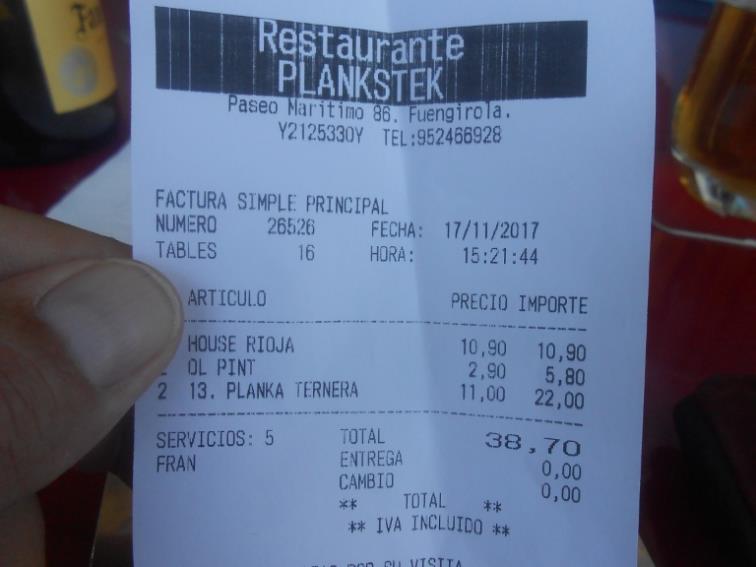 Restaurante
PLANKSTEK
Paseo Maritimo 86. Fuengirola.
Y2125330Y TEL:952466928
FACTURA SIMPLE PRINCIPAL
NUMERO 26526 FECHA: 17/11/2017
TABLES 16 HORA: 15:21:44
ARTICULO PRECIO IMPORTE
HOUSE RIOJA 10,90 10,90
OL PINT 2,90 5,80
2 13. PLANKA TERNERA 11,00 22,00
SERVICIOS: 5 TOTAL 38,70
FRAN ENTREGA 0,00
CAMBIO 0,00
** TOTAL **
** IVA INCLUIDO **
POR SU VISITA